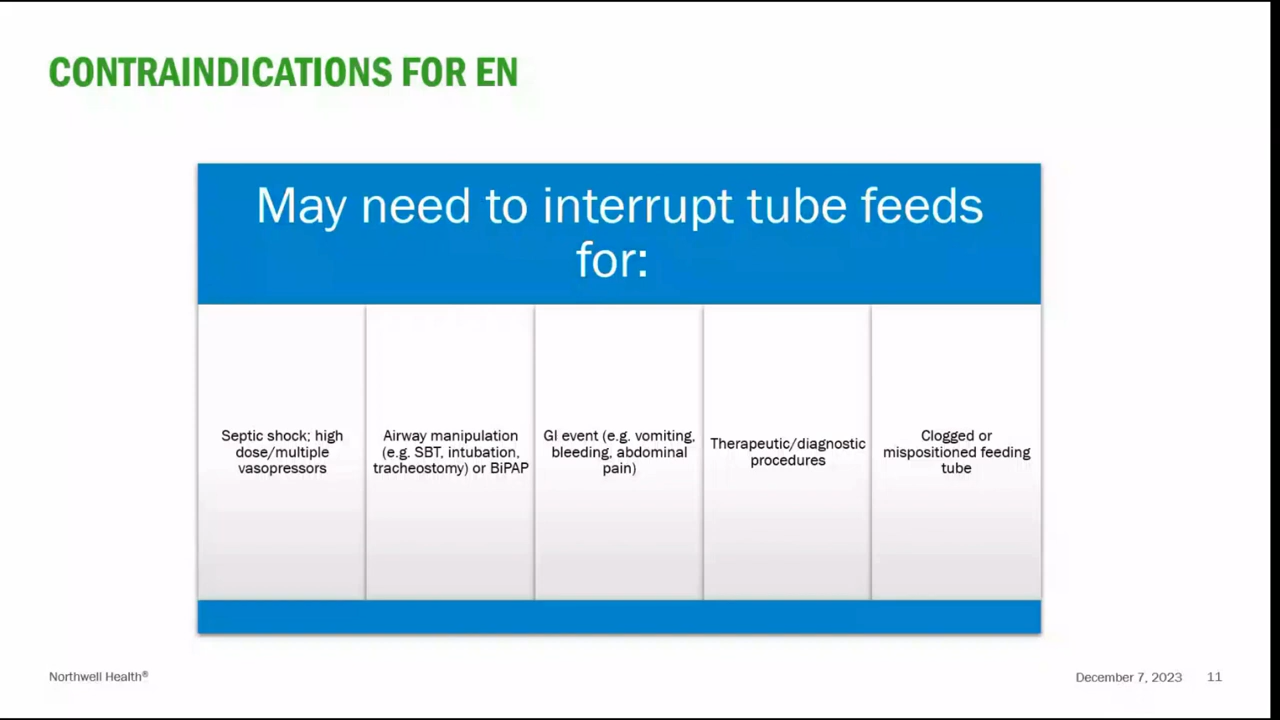 CONTRAINDICATIONS FOR EN
May need to interrupt tube feeds
for:
Septic shock; high
dose/multiple
vasopressors
Airway manipulation
(e.g. SBT, intubation,
tracheostomy) or BiPAP
GI event (e.g. vomiting,
bleeding, abdominal
pain)
Therapeutic/diagnostic
procedures
Clogged or
mispositioned feeding
tube
Northwell Health®
December 7, 2023
11